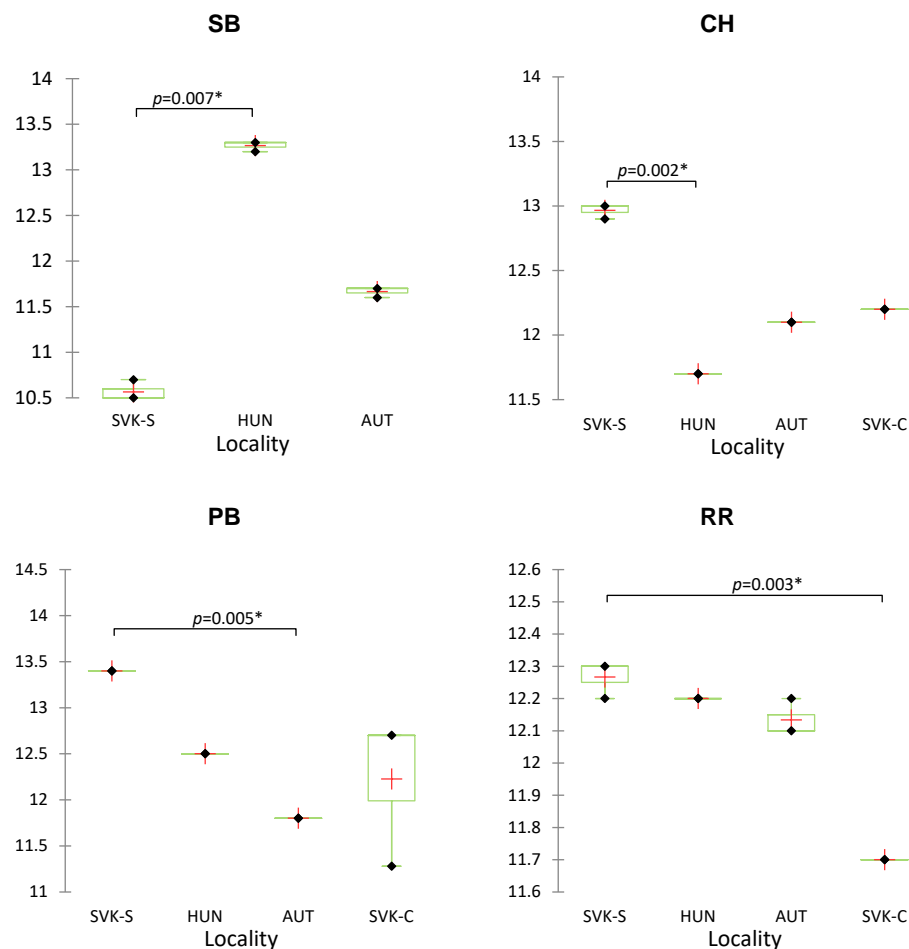 SB
14
13.5
13
12.5
12
11.5
11
10.5
p=0.007*
SVK-S HUN AUT
Locality
CH
14
13.5
13
12.5
12
11.5
p=0.002*
SVK-S HUN AUT SVK-C
Locality
PB
14.5
14
13.5
13
12.5
12
11.5
11
p=0.005*
SVK-S HUN AUT SVK-C
Locality
RR
12.6
12.5
12.4
12.3
12.2
12.1
12
11.9
11.8
11.7
11.6
p=0.003*
SVK-S HUN AUT SVK-C
Locality